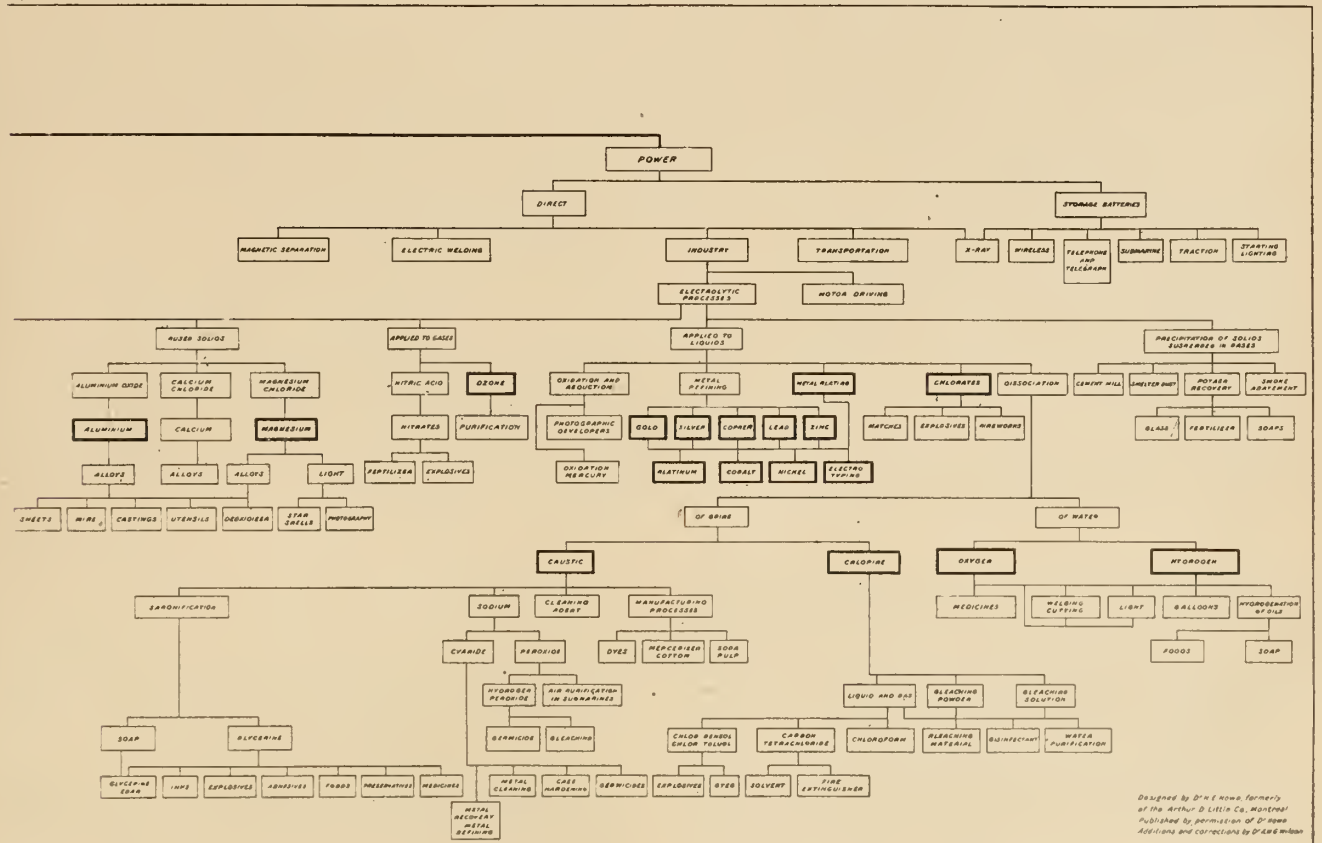 POWER
DIRECT
STORAGE BATTERIES
MAGNETIC SEPARATION
ELECTRIC WELDING
INDUSTRY
TRANSPORTATION
X-RAY
WIRELESS
TELEPHONE
AND
TELEGRAPH
SUBMARINE
TRACTION
STARTING
LIGHTING
ELECTROLYTIC
PROCESSES
MOTOR DRIVING
FUSED SOLIDS
APPLIED TO GASES
APPLIED TO
LIQUIDS
PRECIPITATION OF SOLIDS
SUSPENDED IN GASES
ALUMINIUM OXIDE
CALCIUM
CHLORIDE
MAGNESIUM
CHLORIDE
NITRIC ACID
OZONE
OXIDATION AND
REDUCTION
METAL
REFINING
METAL PLATING
CHLORATES
DISSOCIATION
CEMENT MILL
SMELTER DUST
POTASH
RECOVERY
SMOKE
ABATEMENT
ALUMINIUM
CALCIUM
MAGNESIUM
NITRATES
PURIFICATION
PHOTOGRAPHIC
DEVELOPERS
GOLD
SILVER
COPPER
LEAD
ZINC
MATCHES
EXPLOSIVES
FIREWORKS
GLASS
FERTILIZER
SOAPS
ALLOYS
ALLOYS
ALLOYS
LIGHT
FERTILIZER
EXPLOSIVES
OXIDATION
MERCURY
PLATINUM
COBALT
NICKEL
ELECTRO
TYPING
SHEETS
WIRE
CASTINGS
UTENSILS
DEOXIDIZER
STAR
SHELLS
PHOTOGRAPHY
OF BRINE
OF WATER
CAUSTIC
CHLORINE
OXYGEN
HYDROGEN
SAPONIFICATION
SODIUM
CLEANING
AGENT
MANUFACTURING
PROCESSES
MEDICINES
WELDING
CUTTING
LIGHT
BALLOONS
HYDROGENATION
OF OILS
CYANIDE
PEROXIDE
DYES
MERCERIZED
COTTON
SODA
PULP
FOODS
SOAP
HYDROGEN
PEROXIDE
AIR PURIFICATION
IN SUBMARINES
LIQUID AND GAS
BLEACHING
POWDER
BLEACHING
SOLUTION
SOAP
GLYCERINE
GERMICIDE
BLEACHING
CHLOR BENZOL
CHLOR TOLUOL
CARBON
TETRACHLORIDE
CHLOROFORM
BLEACHING
MATERIAL
DISINFECTANT
WATER
PURIFICATION
GLYCERINE
SOAP
INKS
EXPLOSIVES
ADHESIVES
FOODS
PRESERVATIVES
MEDICINES
METAL
CLEANING
CASE
HARDENING
GERMICIDES
EXPLOSIVES
SOLVENT
FIRE
EXTINGUISHER
METAL
RECOVERY
METAL
REFINING
Designed by Dr H E Howe, formerly
of the Arthur D Little Co, Montreal
Published by permission of Dr Howe
Additions and corrections by Dr A W G Wilson